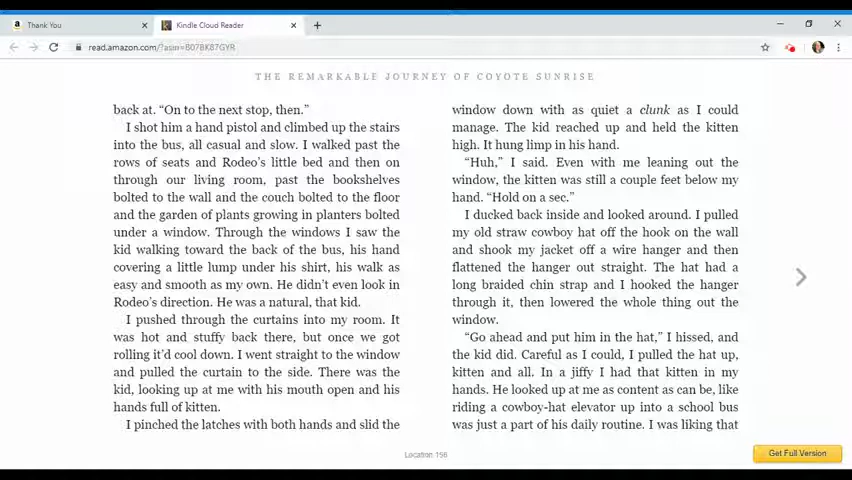 Thank You
Kindle Cloud Reader
read.amazon.com/?asin=B07BK87GYR
THE REMARKABLE JOURNEY OF COYOTE SUNRISE
back at. “On to the next stop, then.”
I shot him a hand pistol and climbed up the stairs
into the bus, all casual and slow. I walked past the
rows of seats and Rodeo’s little bed and then on
through our living room, past the bookshelves
bolted to the wall and the couch bolted to the floor
and the garden of plants growing in planters bolted
under a window. Through the windows I saw the
kid walking toward the back of the bus, his hand
covering a little lump under his shirt, his walk as
easy and smooth as my own. He didn’t even look in
Rodeo’s direction. He was a natural, that kid.
I pushed through the curtains into my room. It
was hot and stuffy back there, but once we got
rolling it’d cool down. I went straight to the window
and pulled the curtain to the side. There was the
kid, looking up at me with his mouth open and his
hands full of kitten.
I pinched the latches with both hands and slid the
window down with as quiet a clunk as I could
manage. The kid reached up and held the kitten
high. It hung limp in his hand.
“Huh,” I said. Even with me leaning out the
window, the kitten was still a couple feet below my
hand. “Hold on a sec.”
I ducked back inside and looked around. I pulled
my old straw cowboy hat off the hook on the wall
and shook my jacket off a wire hanger and then
flattened the hanger out straight. The hat had a
long braided chin strap and I hooked the hanger
through it, then lowered the whole thing out the
window.
“Go ahead and put him in the hat,” I hissed, and
the kid did. Careful as I could, I pulled the hat up,
kitten and all. In a jiffy I had that kitten in my
hands. He looked up at me as content as can be, like
riding a cowboy-hat elevator up into a school bus
was just a part of his daily routine. I was liking that
Location 156
Get Full Version